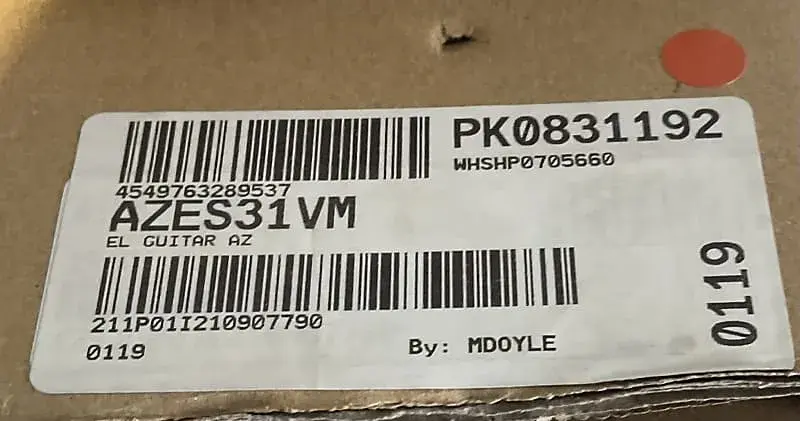 PK0831192
WHSHP0705660
4549763289537
AZES31VM
EL GUITAR AZ
211P01I210907790
0119
By: MDOYLE
0119